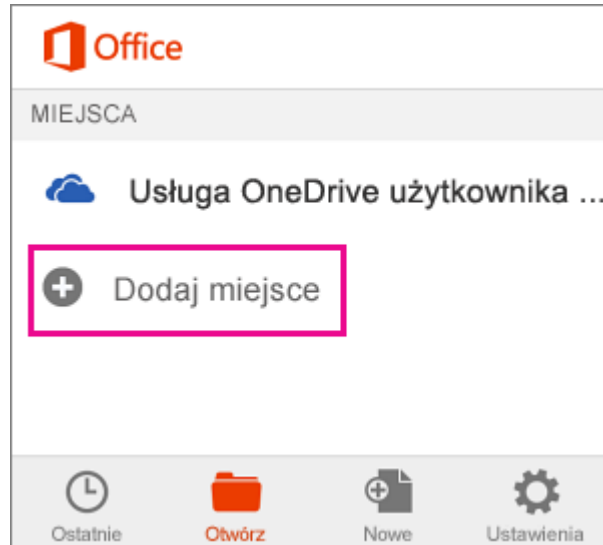 Office
MIEJSCA
Usługa OneDrive użytkownika ...
Dodaj miejsce
Ostatnie Otwórz Nowe Ustawienia